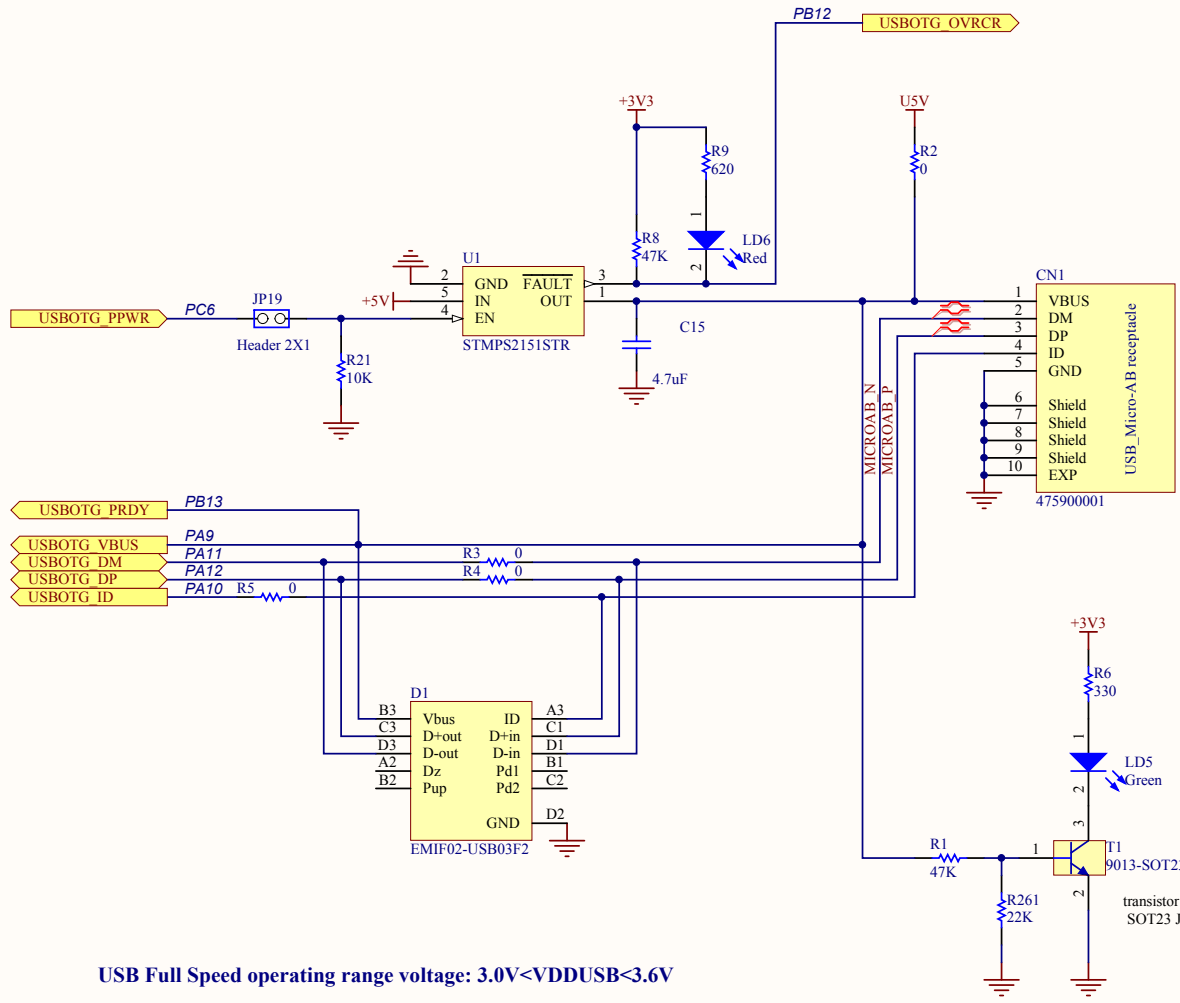 PB12
USBOTG_OVRCR
+3V3
U5V
R9
620
R2
0
R8
47K
1
2
LD6
Red
U1
2 GND FAULT 3
+5V 5 IN OUT 1
4 EN
STMPS2151STR
USBOTG_PPWR PC6
JP19
Header 2X1
R21
10K
C15
4.7uF
CN1
1 VBUS
2 DM
3 DP
4 ID
5 GND
6 Shield
7 Shield
8 Shield
9 Shield
10 EXP
USB_Micro-AB receptacle
475900001
MICROAB_N
MICROAB_P
USBOTG_PRDY PB13
USBOTG_VBUS PA9
USBOTG_DM PA11 R3 0
USBOTG_DP PA12 R4 0
USBOTG_ID PA10 R5 0
D1
B3 Vbus ID A3
C3 D+out D+in C1
D3 D-out D-in D1
A2 Dz Pd1 B1
B2 Pup Pd2 C2
GND D2
EMIF02-USB03F2
+3V3
R6
330
1
2
LD5
Green
3
R1
47K
1
T1
9013-SOT23
2
R261
22K
transistor
SOT23 J
USB Full Speed operating range voltage: 3.0V<VDDUSB<3.6V